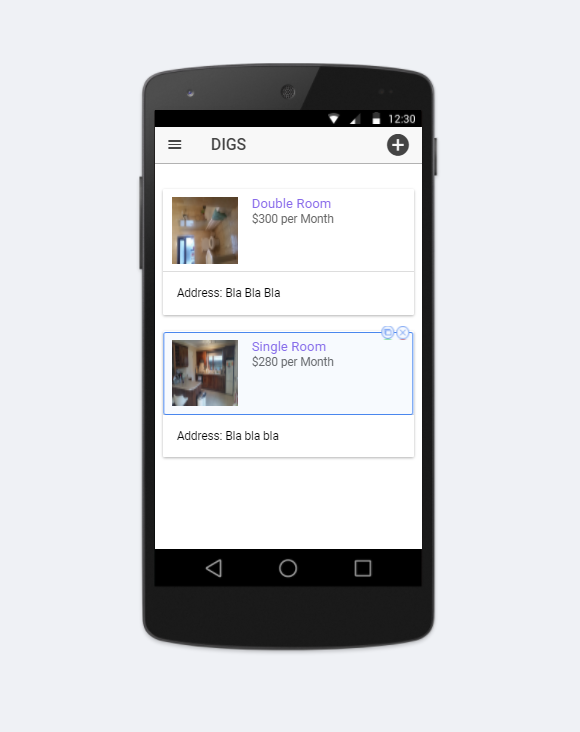 12:30
DIGS
Double Room
$300 per Month
Address: Bla Bla Bla
Single Room
$280 per Month
Address: Bla bla bla